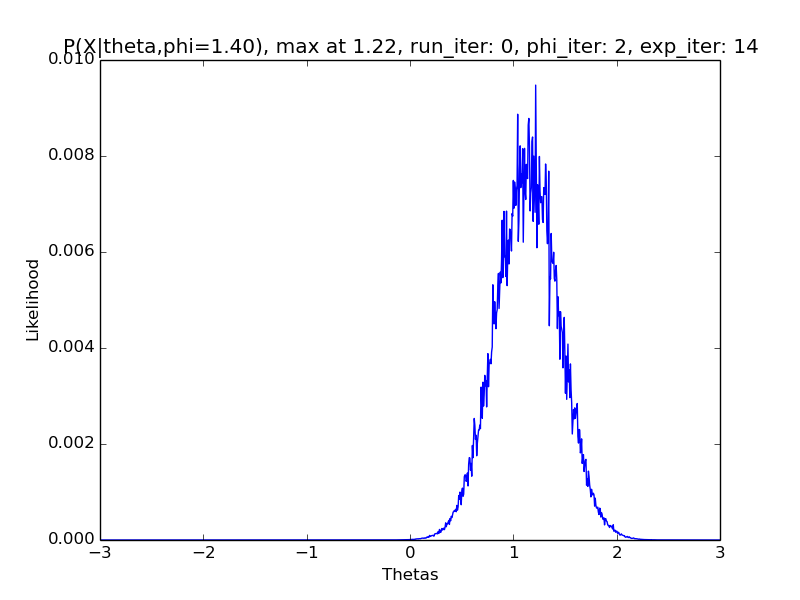 P(X|theta,phi=1.40), max at 1.22, run_iter: 0, phi_iter: 2, exp_iter: 14
0.010
0.008
0.006
0.004
0.002
0.000
Likelihood
−3 −2 −1 0 1 2 3
Thetas